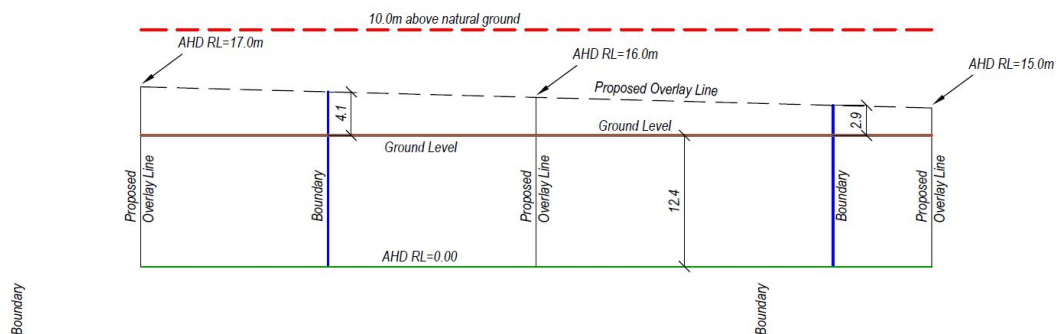 10.0m above natural ground
AHD RL=17.0m
AHD RL=16.0m
AHD RL=15.0m
Proposed Overlay Line
4.1
2.9
Ground Level
Ground Level
Proposed
Overlay Line
Boundary
Proposed
Overlay Line
12.4
Boundary
Proposed
Overlay Line
AHD RL=0.00
Boundary
Boundary